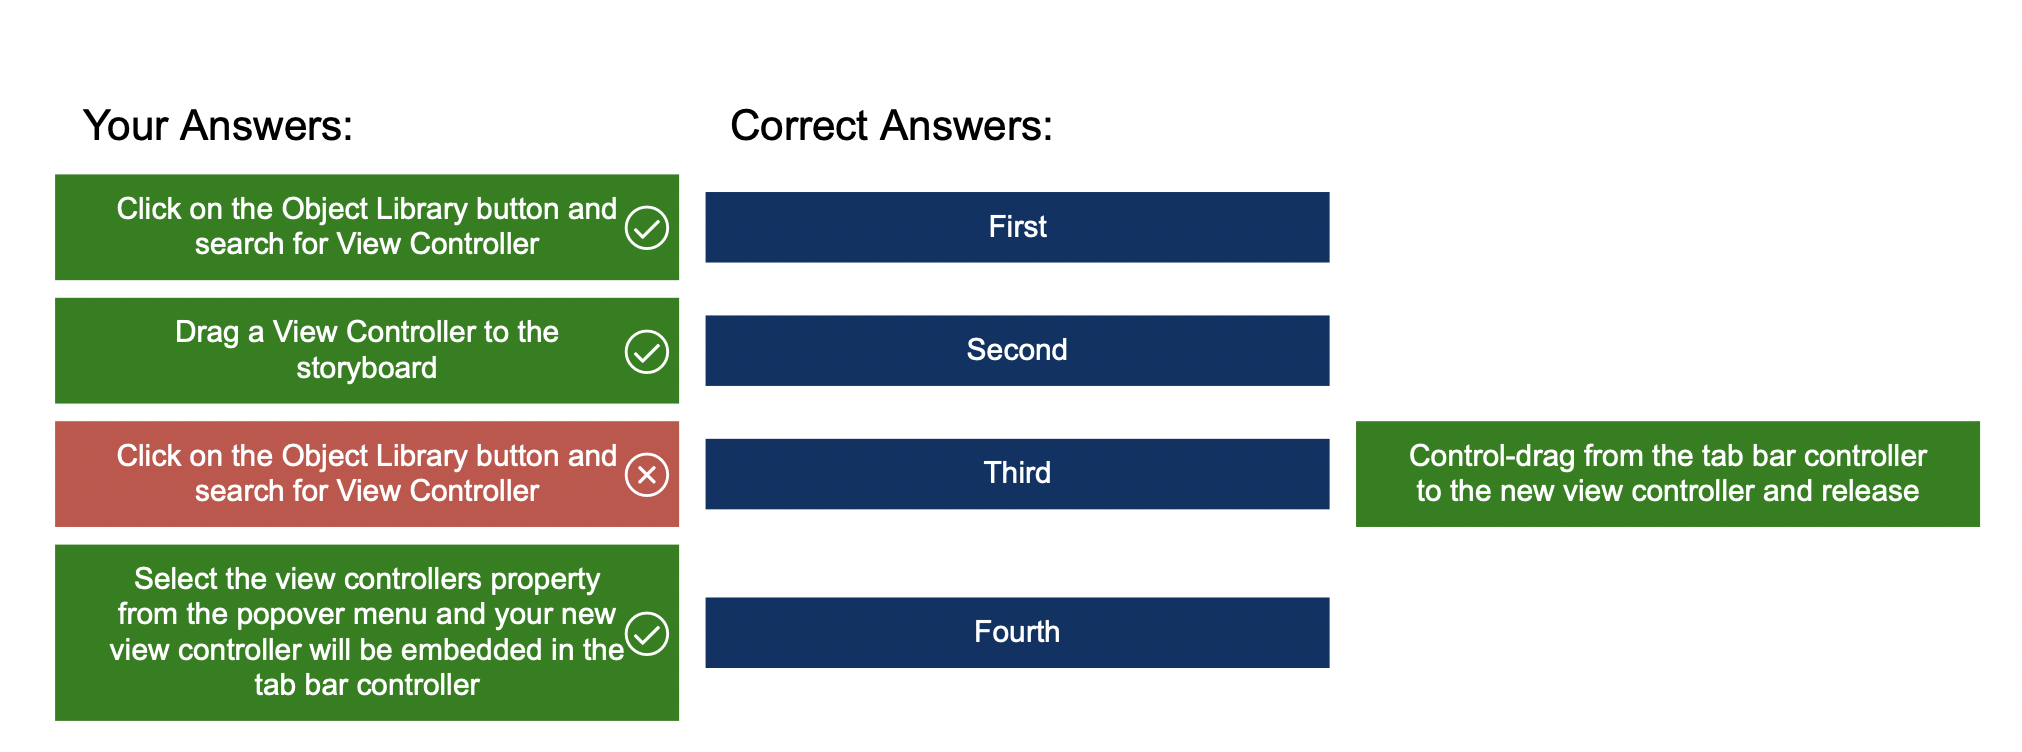 Your Answers:
Correct Answers:
Click on the Object Library button and
search for View Controller
First
Drag a View Controller to the
storyboard
Second
Click on the Object Library button and
search for View Controller
Third
Control-drag from the tab bar controller
to the new view controller and release
Select the view controllers property
from the popover menu and your new
view controller will be embedded in the
tab bar controller
Fourth